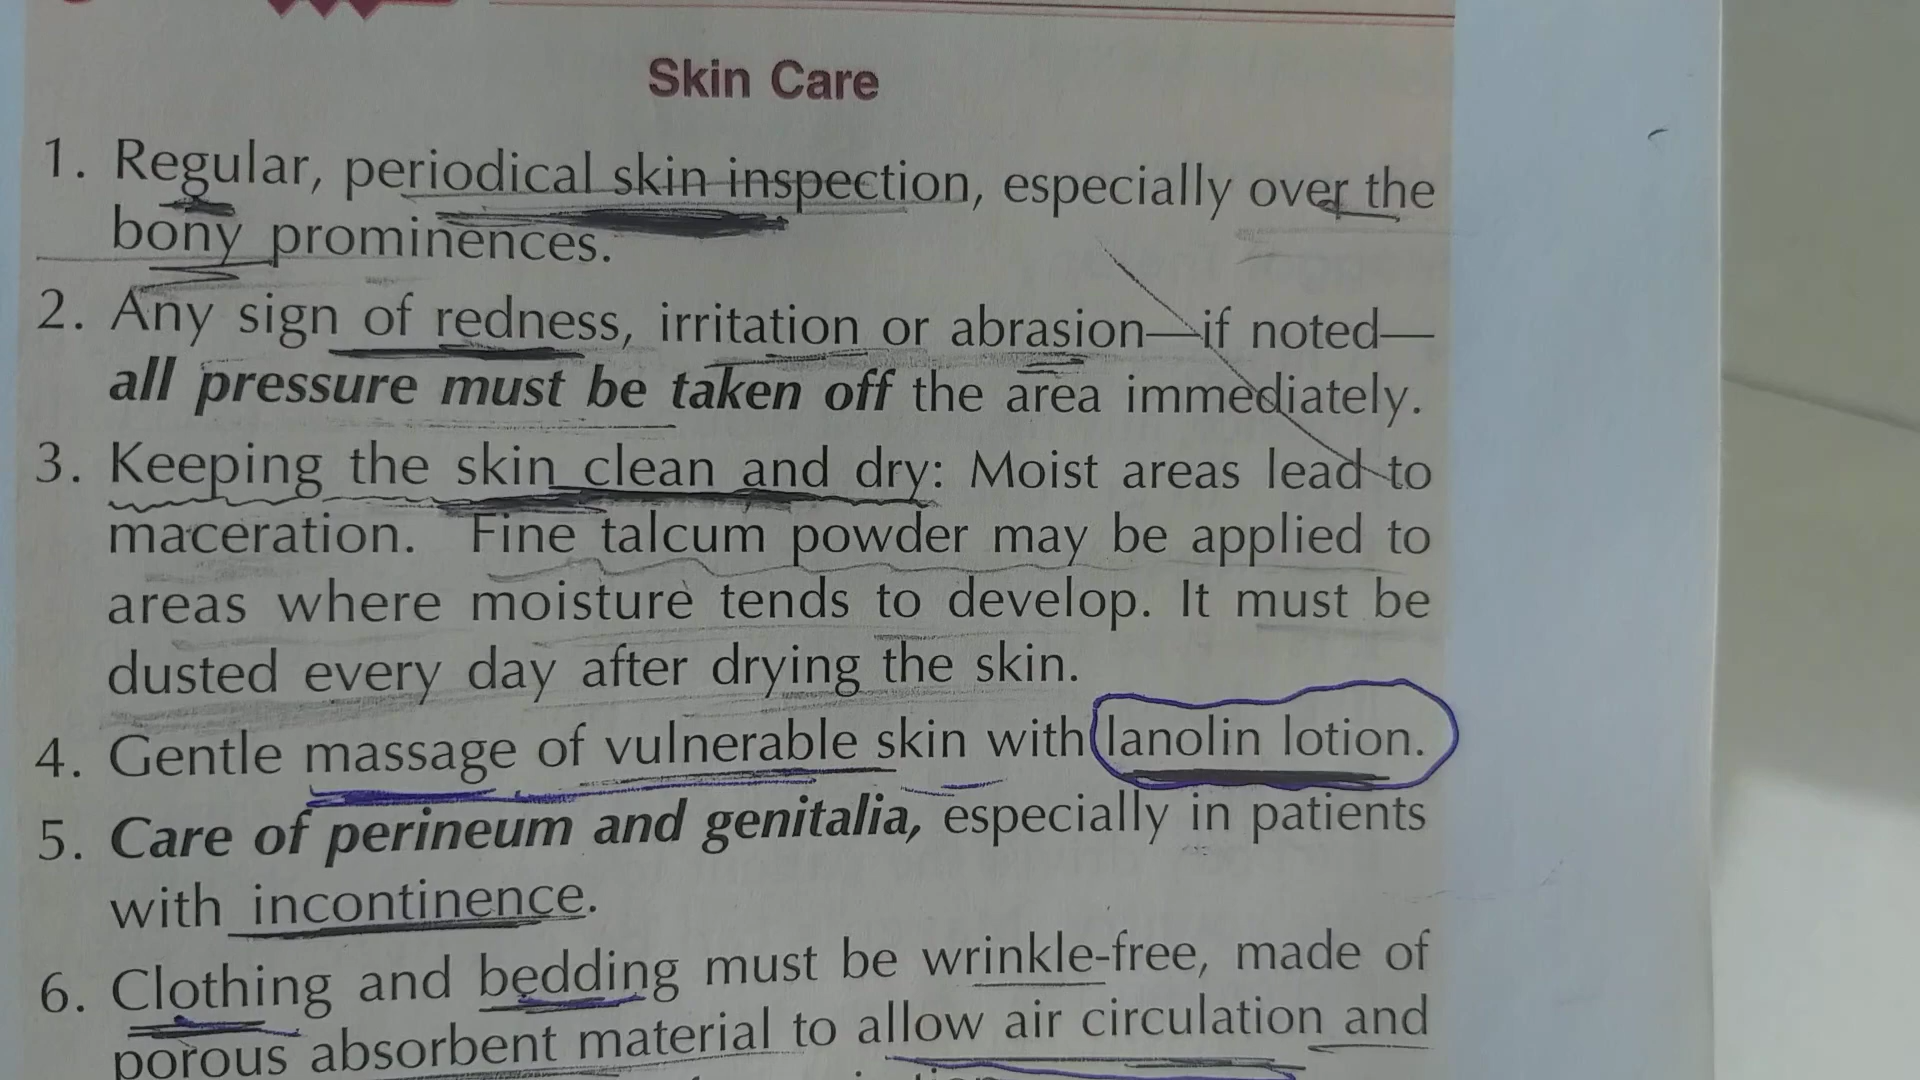 Skin Care
1. Regular, periodical skin inspection, especially over the
bony prominences.
2. Any sign of redness, irritation or abrasion—if noted—
all pressure must be taken off the area immediately.
3. Keeping the skin clean and dry: Moist areas lead to
maceration. Fine talcum powder may be applied to
areas where moisture tends to develop. It must be
dusted every day after drying the skin.
4. Gentle massage of vulnerable skin with lanolin lotion.
5. Care of perineum and genitalia, especially in patients
with incontinence.
6. Clothing and bedding must be wrinkle-free, made of
porous absorbent material to allow air circulation and